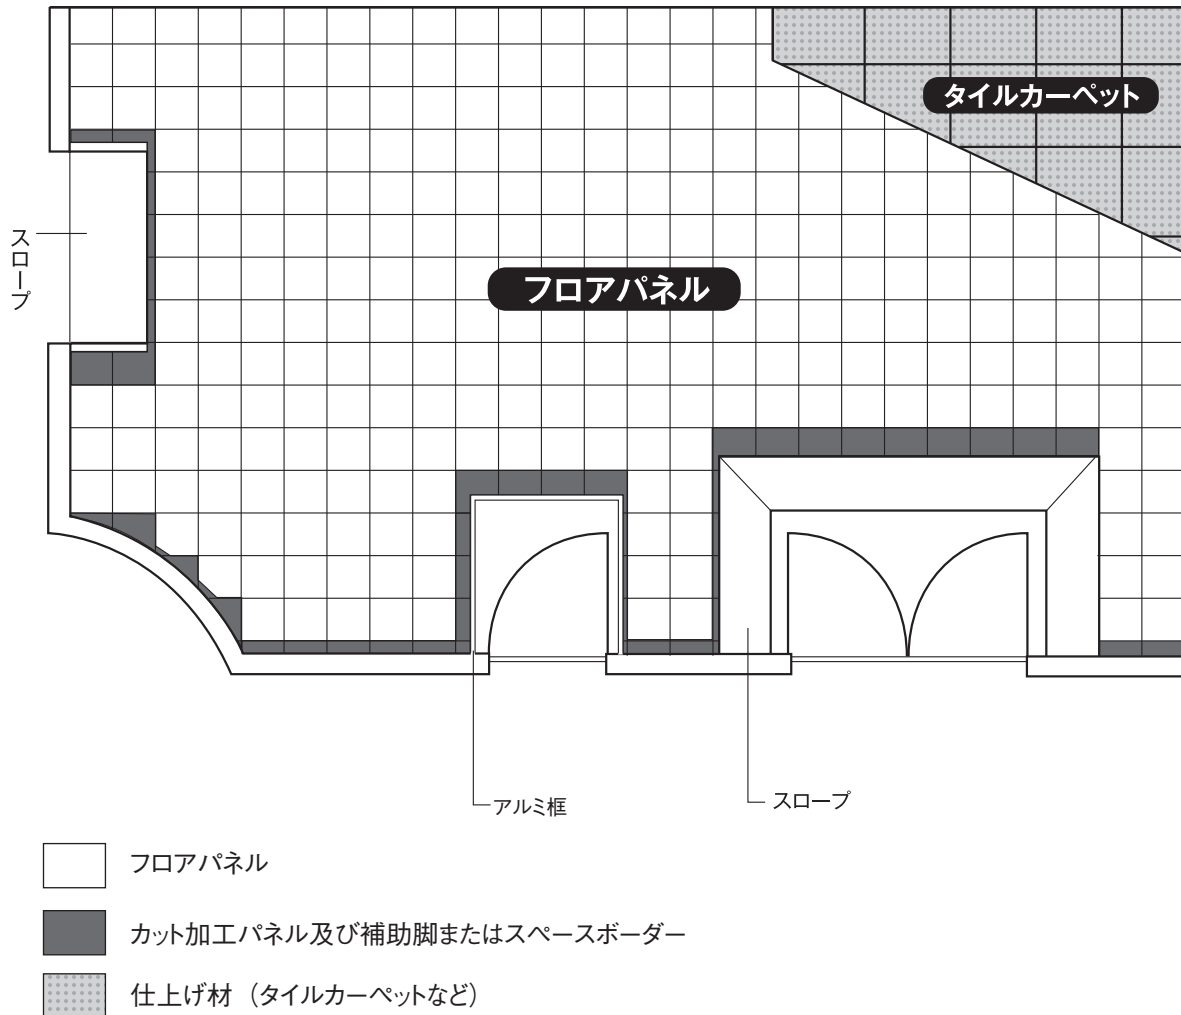 タイルカーペット
スロープ
フロアパネル
アルミ框
スロープ
フロアパネル
カット加工パネル及び補助脚またはスペースボーダー
仕上げ材（タイルカーペットなど）